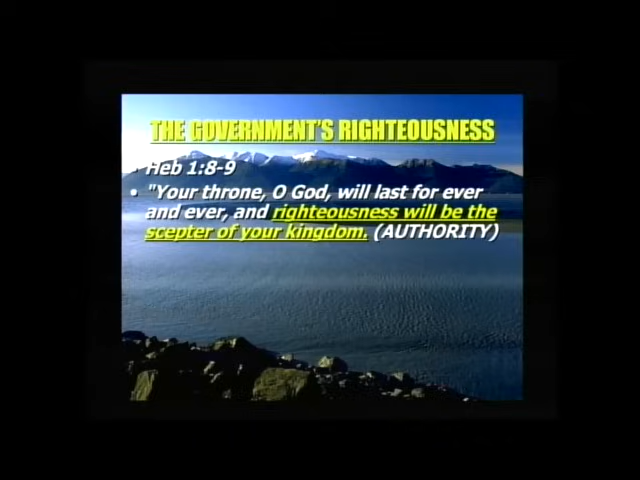 THE GOVERNMENT'S RIGHTEOUSNESS
• Heb 1:8-9
• "Your throne, O God, will last for ever
and ever, and righteousness will be the
scepter of your kingdom. (AUTHORITY)